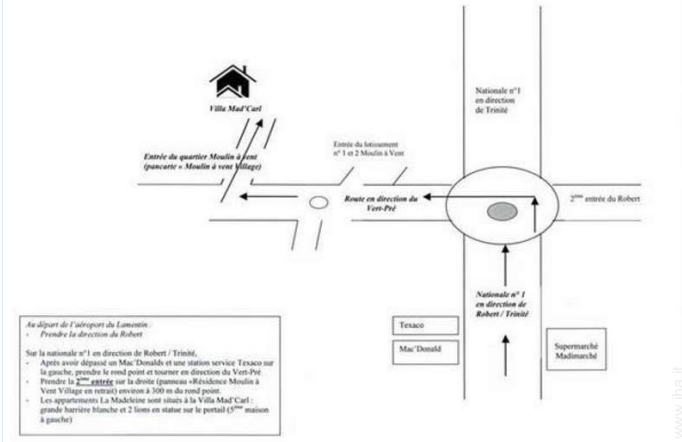 Nationale n°1
en direction
de
Trinité
Villa Mad'Carl
Entrée du lotissement
n° 1 et 2 Moulin à Vent
Entrée du quartier Moulin à vent
(pancarte « Moulin à vent Village)
Route en direction du
Vert-Pré
2ème entrée du Robert
Nationale n° 1
en direction de
Robert / Trinité
Texaco
Mac'Donald
Supermarché
Madimarché
Au départ de l'aéroport du Lamentin :
- Prendre la direction du Robert
Sur la nationale n°1 en direction de Robert / Trinité,
- Après avoir dépassé un Mac'Donalds et une station service Texaco sur
la gauche, prendre le rond point et tourner en direction du Vert-Pré
- Prendre la 2ème entrée sur la droite (panneau «Résidence Moulin à
Vent Village en retrait) environ à 300 m du rond point.
- Les appartements La Madeleine sont situés à la Villa Mad'Carl :
grande barrière blanche et 2 lions en statue sur le portail (5ème maison
à gauche)
www.iha.it